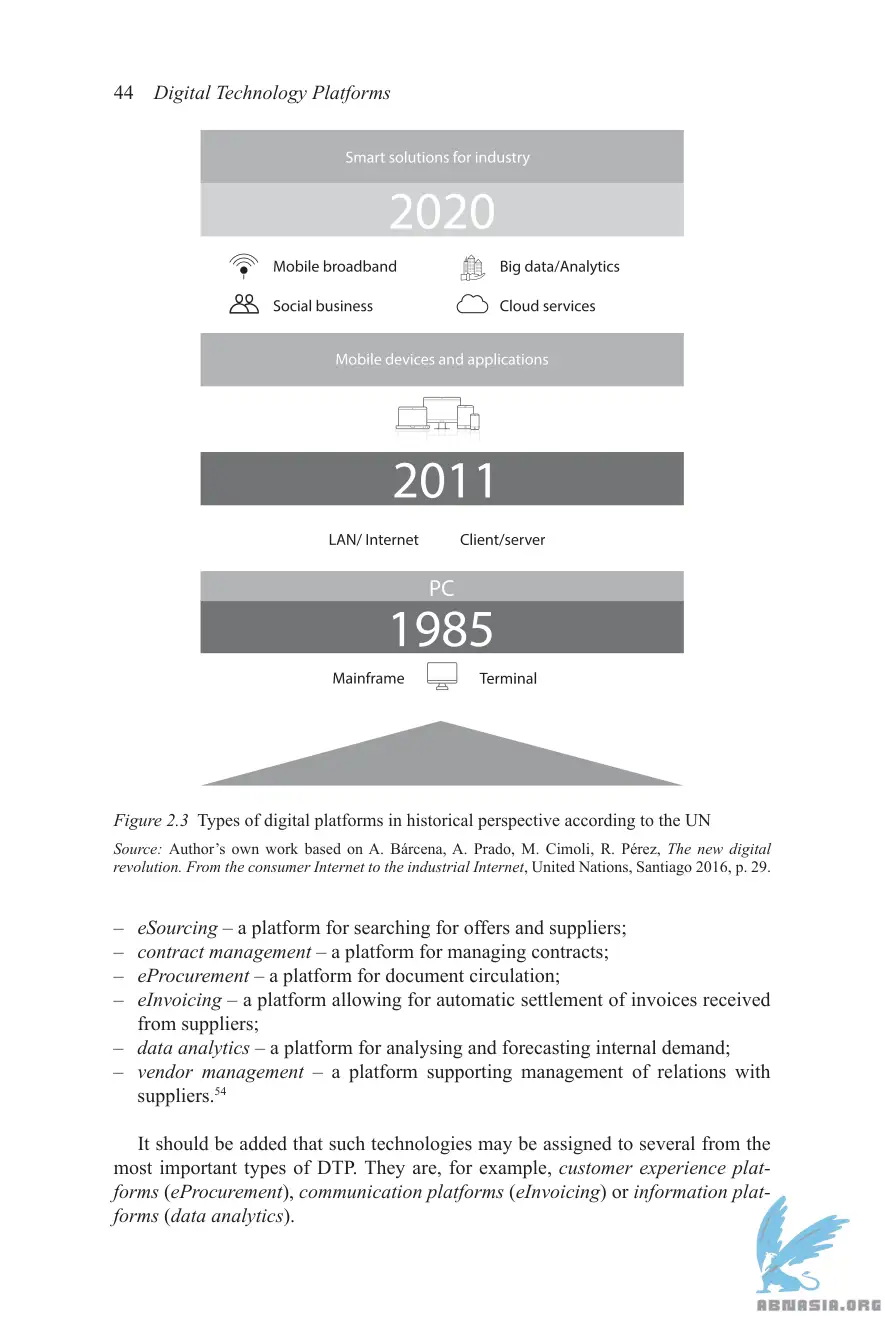 44 Digital Technology Platforms
Smart solutions for industry
2020
Mobile broadband
Big data/Analytics
Social business
Cloud services
Mobile devices and applications
2011
LAN/ Internet Client/server
PC
1985
Mainframe Terminal
Figure 2.3 Types of digital platforms in historical perspective according to the UN
Source: Author’s own work based on A. Bárcena, A. Prado, M. Cimoli, R. Pérez, The new digital
revolution. From the consumer Internet to the industrial Internet, United Nations, Santiago 2016, p. 29.
– eSourcing – a platform for searching for offers and suppliers;
– contract management – a platform for managing contracts;
– eProcurement – a platform for document circulation;
– eInvoicing – a platform allowing for automatic settlement of invoices received
from suppliers;
– data analytics – a platform for analysing and forecasting internal demand;
– vendor management – a platform supporting management of relations with
suppliers.54
It should be added that such technologies may be assigned to several from the
most important types of DTP. They are, for example, customer experience plat-
forms (eProcurement), communication platforms (eInvoicing) or information plat-
forms (data analytics).
ABNASIA.ORG